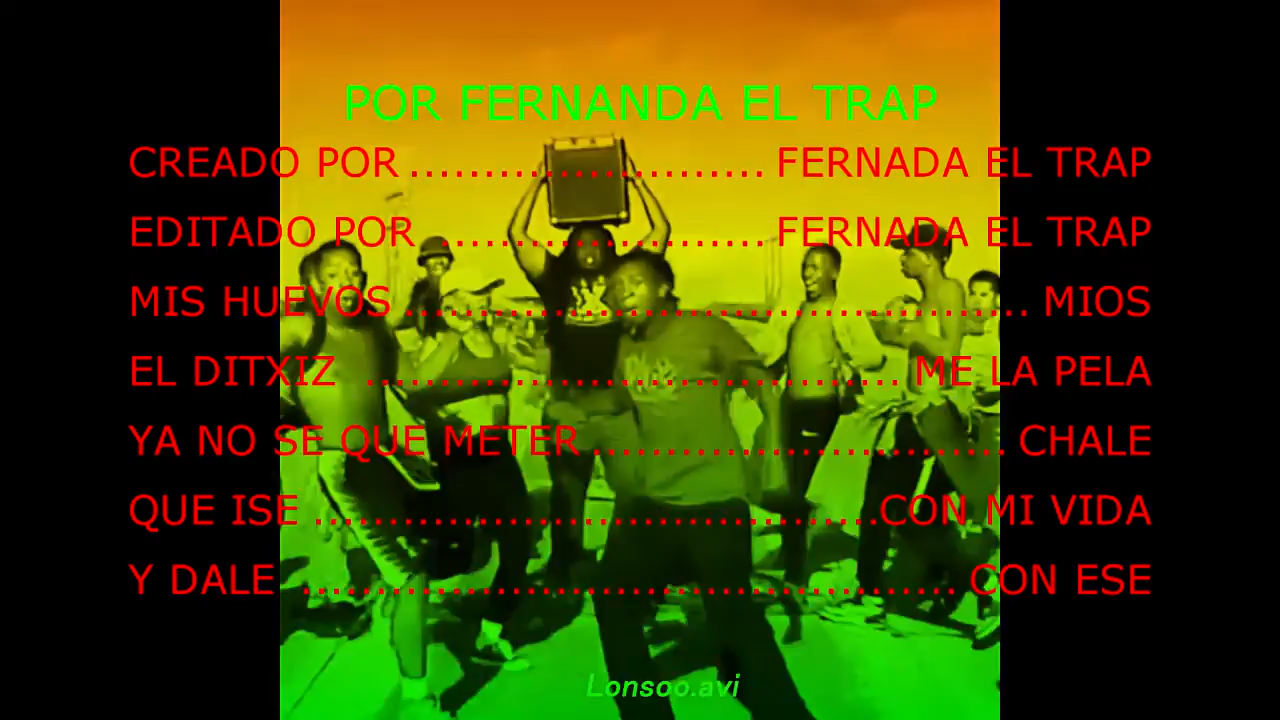 POR FERNANDA EL TRAP
CREADO POR ........................ FERNADA EL TRAP
EDITADO POR ...................... FERNADA EL TRAP
MIS HUEVOS .......................................... MIOS
EL DITXIZ .................................... ME LA PELA
YA NO SE QUE METER ............................ CHALE
QUE ISE ......................................CON MI VIDA
Y DALE ............................................ CON ESE
Lonsoo.avi